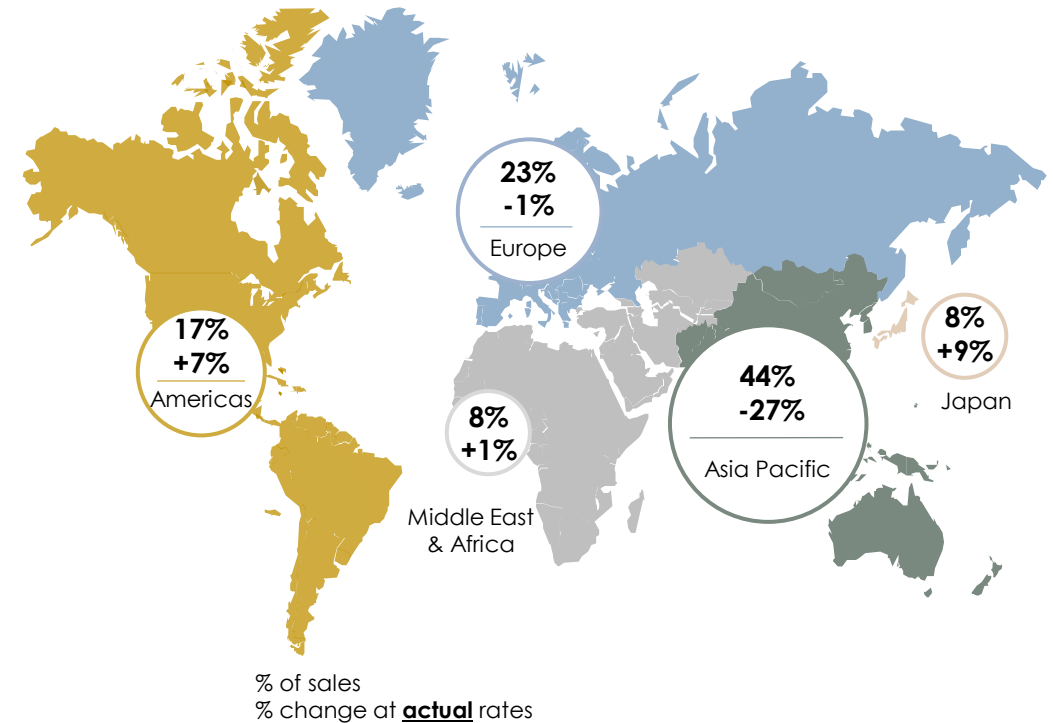 23%
-1%
Europe
17%
+7%
Americas
8%
+9%
Japan
44%
-27%
Asia Pacific
8%
+1%
Middle East
& Africa
% of sales
% change at actual rates